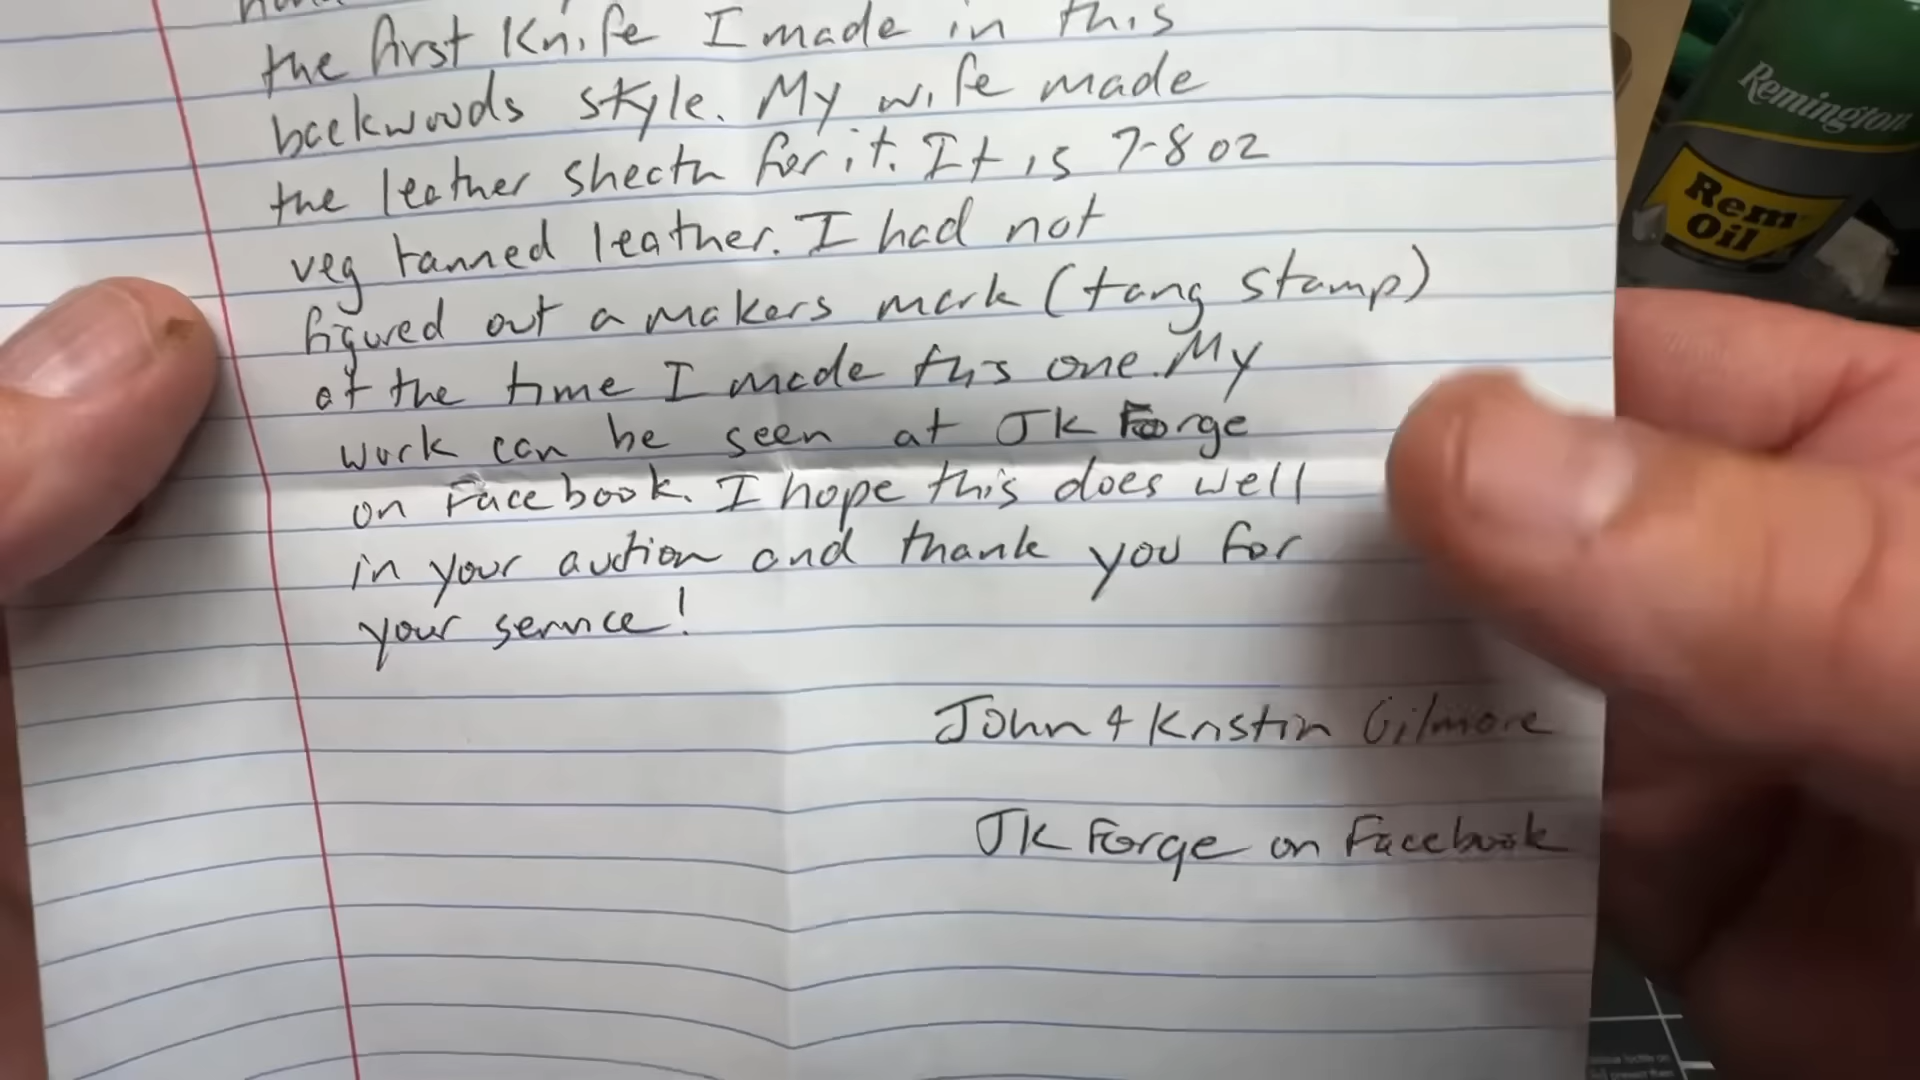 the first Knife I made in this
backwoods style. My wife made
the leather sheath for it. It is 7-8 oz
veg tanned leather. I had not
figured out a makers mark (tang stamp)
at the time I made this one. My
work can be seen at JK Forge
on Facebook. I hope this does well
in your auction and thank you for
your service!
John & Kristin Gilmore
JK Forge on Facebook
Remington
Rem
Oil